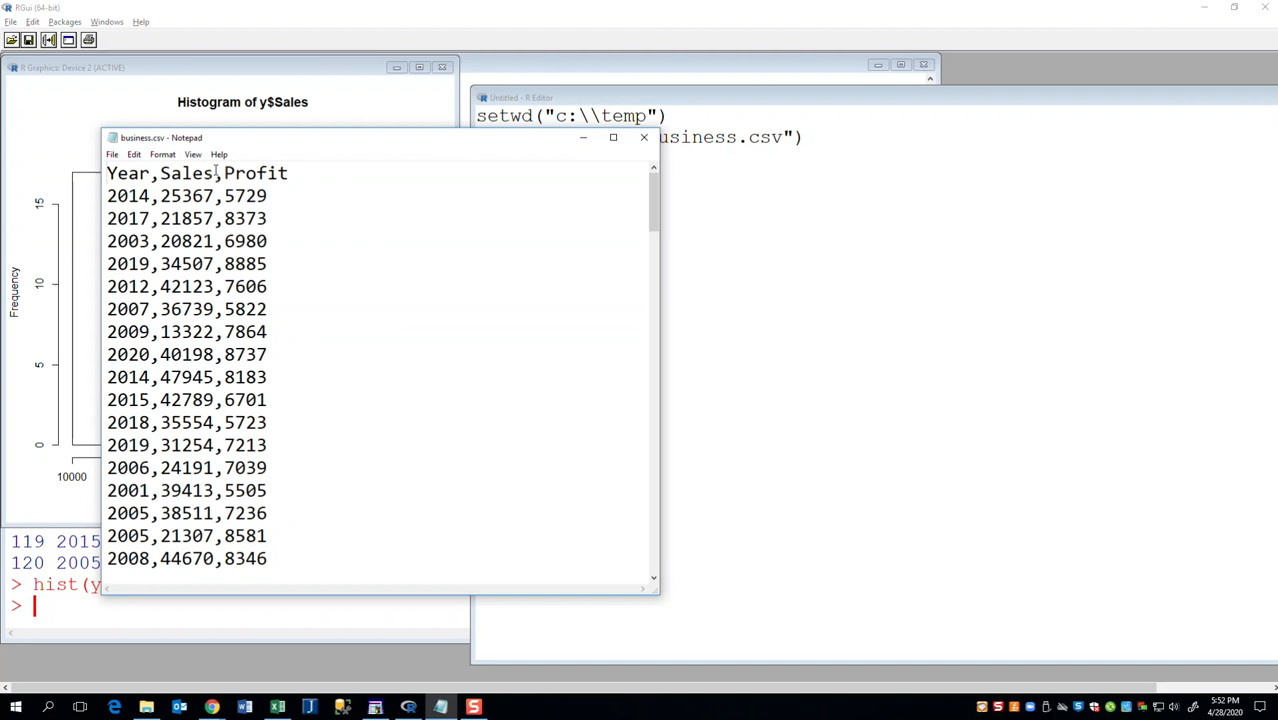 RGui (64-bit)
File Edit Packages Windows Help
R Graphics: Device 2 (ACTIVE)
Histogram of y$Sales
Frequency
15
10
5
0
10000
Untitled - R Editor
setwd("c:\\temp")
usiness.csv")
business.csv - Notepad
File Edit Format View Help
Year,Sales,Profit
2014,25367,5729
2017,21857,8373
2003,20821,6980
2019,34507,8885
2012,42123,7606
2007,36739,5822
2009,13322,7864
2020,40198,8737
2014,47945,8183
2015,42789,6701
2018,35554,5723
2019,31254,7213
2006,24191,7039
2001,39413,5505
2005,38511,7236
2005,21307,8581
2008,44670,8346
119 2015
120 2005
> hist(y
>
5:52 PM
4/28/2020